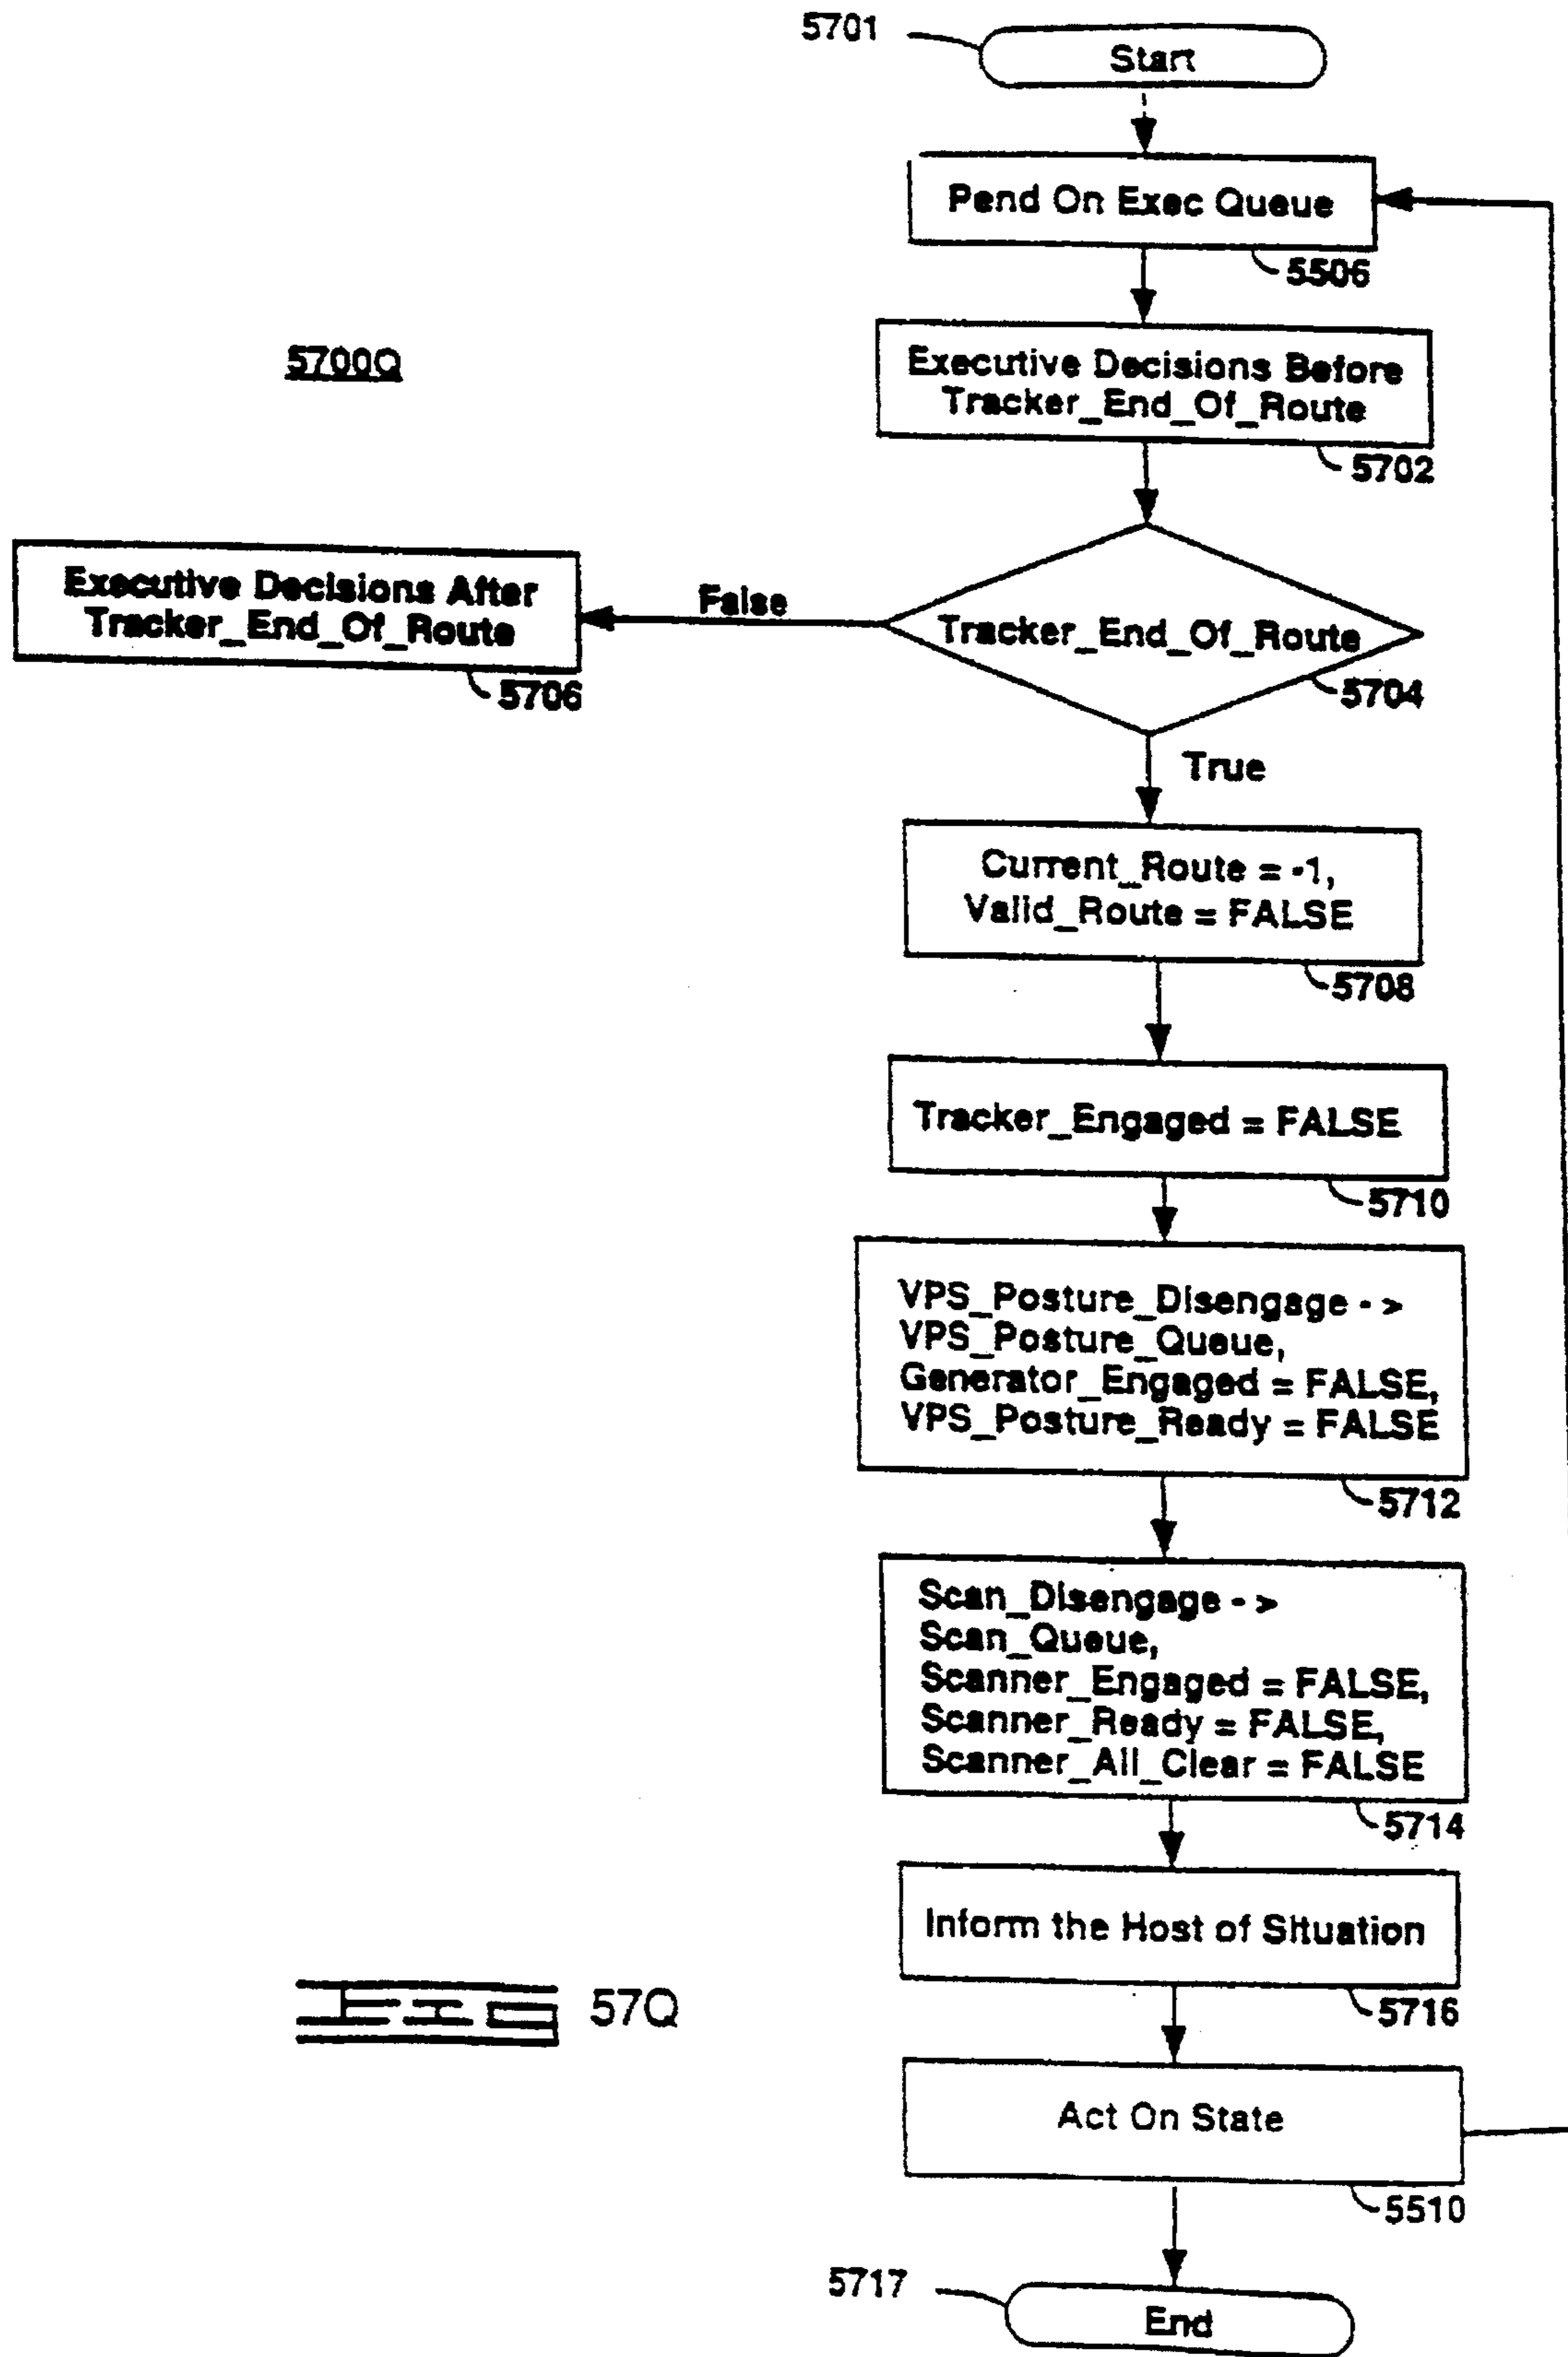 5701
Start
Pend On Exec Queue
5506
5700Q
Executive Decisions Before
Tracker_End_Of_Route
5702
Executive Decisions After
Tracker_End_Of_Route
5706
False
Tracker_End_Of_Route
5704
True
Current_Route = -1,
Valid_Route = FALSE
5708
Tracker_Engaged = FALSE
5710
VPS_Posture_Disengage - >
VPS_Posture_Queue,
Generator_Engaged = FALSE,
VPS_Posture_Ready = FALSE
5712
Scan_Disengage - >
Scan_Queue,
Scanner_Engaged = FALSE,
Scanner_Ready = FALSE,
Scanner_All_Clear = FALSE
5714
Inform the Host of Situation
5716
FIG 57Q
Act On State
5510
5717
End